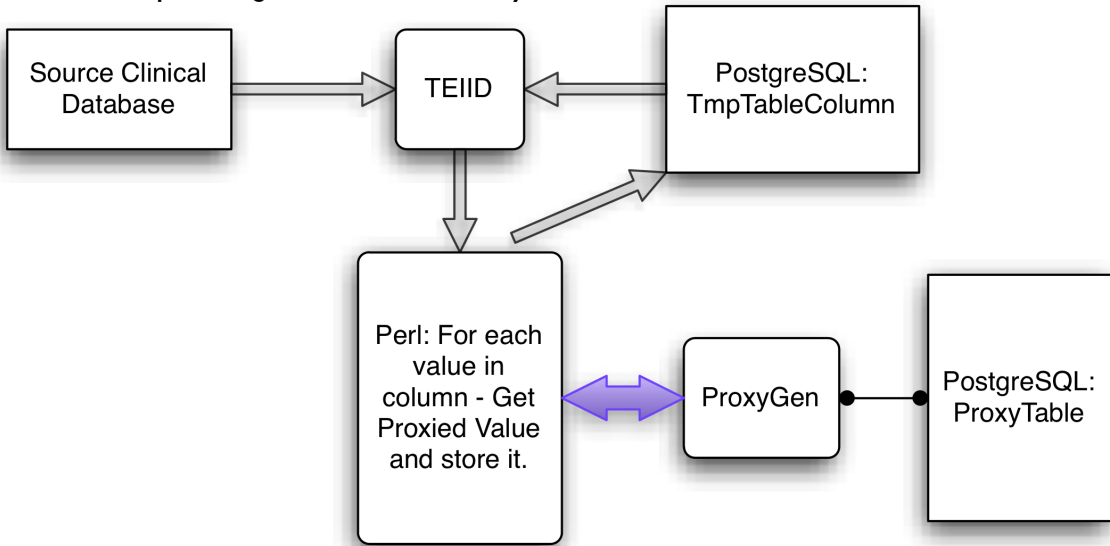 Source Clinical
Database
TEIID
PostgreSQL:
TmpTableColumn
Perl: For each
value in
column - Get
Proxied Value
and store it.
ProxyGen
PostgreSQL:
ProxyTable